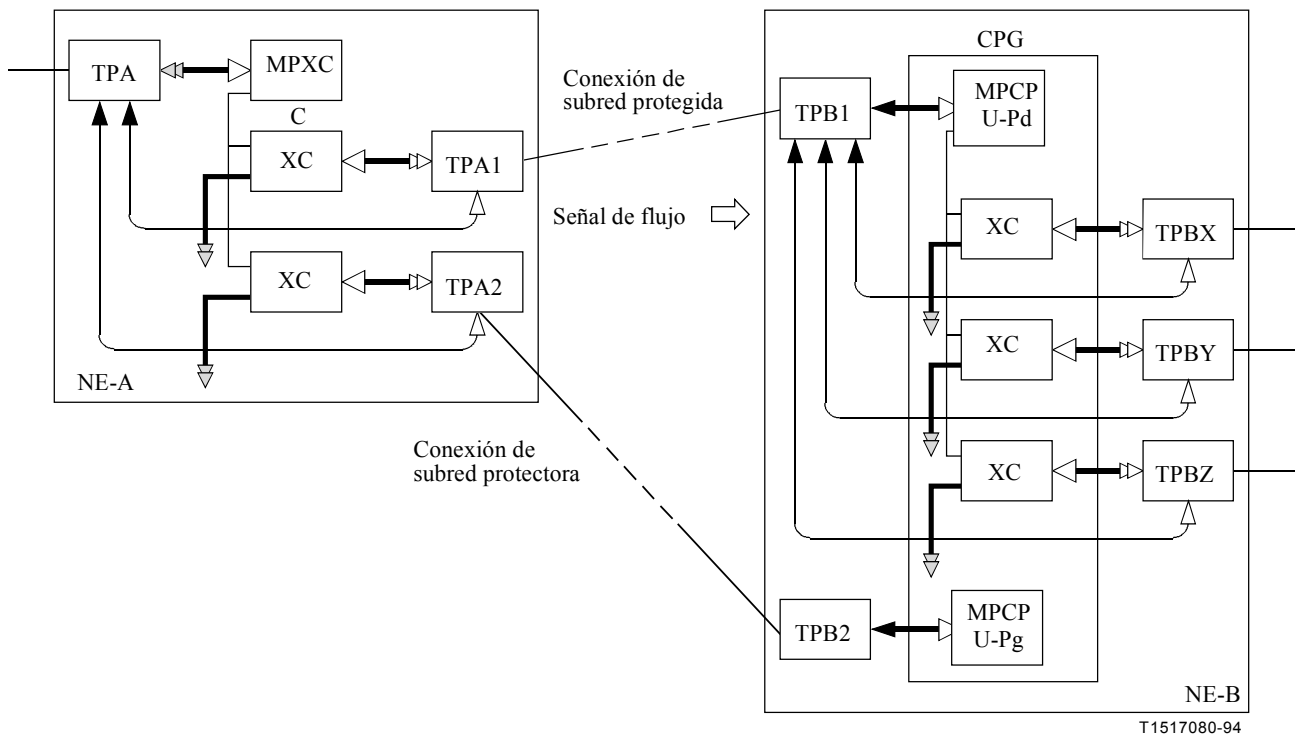 TPA
MPXC
C
XC
TPA1
XC
TPA2
NE-A
Conexión de
subred protegida
Señal de flujo
Conexión de
subred protectora
CPG
TPB1
MPCP
U-Pd
XC
TPBX
XC
TPBY
XC
TPBZ
TPB2
MPCP
U-Pg
NE-B
T1517080-94